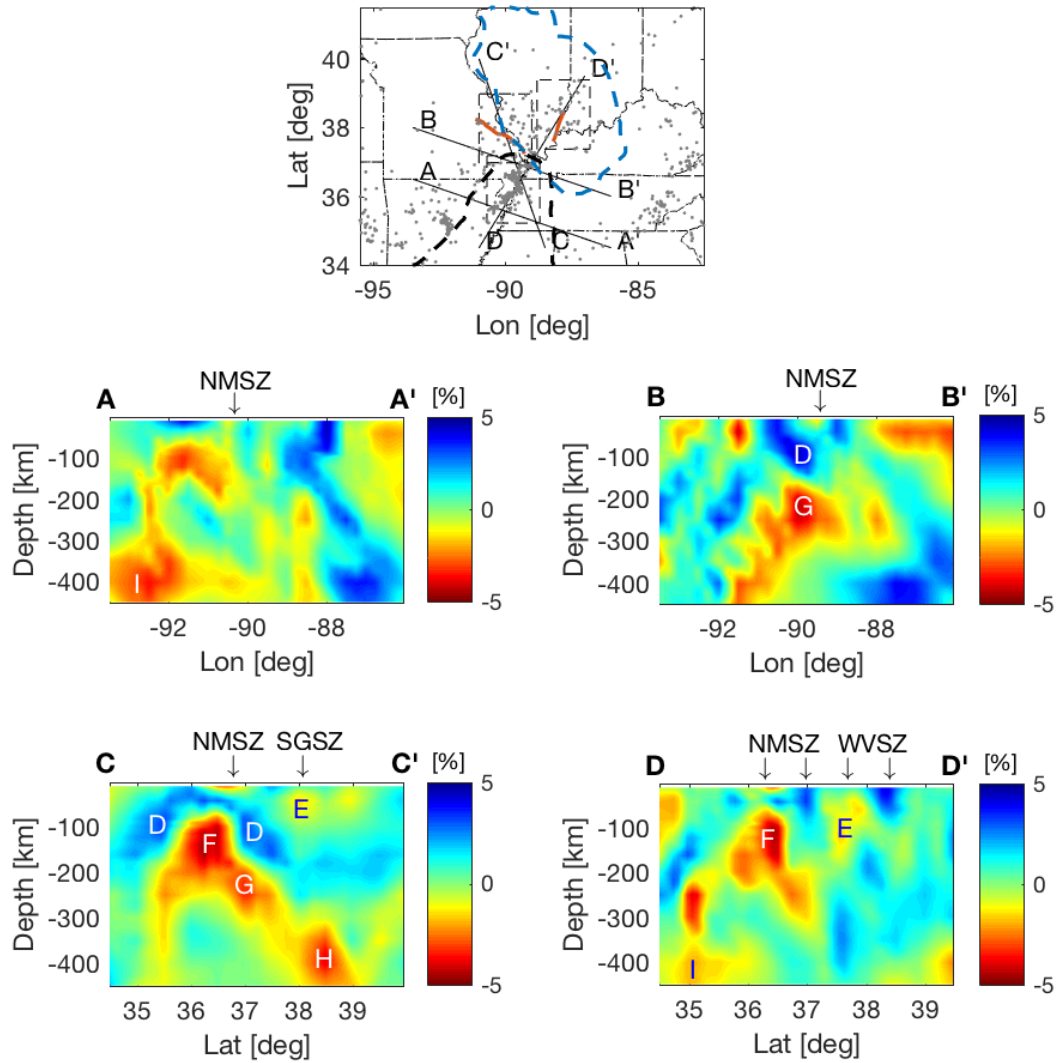 40
38
36
34
Lat [deg]
C'
D'
B
A
B'
D
C
A
-95
-90
-85
Lon [deg]
NMSZ
A
A'
[%]
5
0
-5
-100
-200
-300
-400
Depth [km]
I
-92
-90
-88
Lon [deg]
NMSZ
B
B'
[%]
5
0
-5
-100
-200
-300
-400
Depth [km]
D
G
-92
-90
-88
Lon [deg]
NMSZ SGSZ
C
C'
[%]
5
0
-5
-100
-200
-300
-400
Depth [km]
D
D
E
F
G
H
35
36
37
38
39
Lat [deg]
NMSZ WVSZ
D
D'
[%]
5
0
-5
-100
-200
-300
-400
Depth [km]
E
F
I
35
36
37
38
39
Lat [deg]